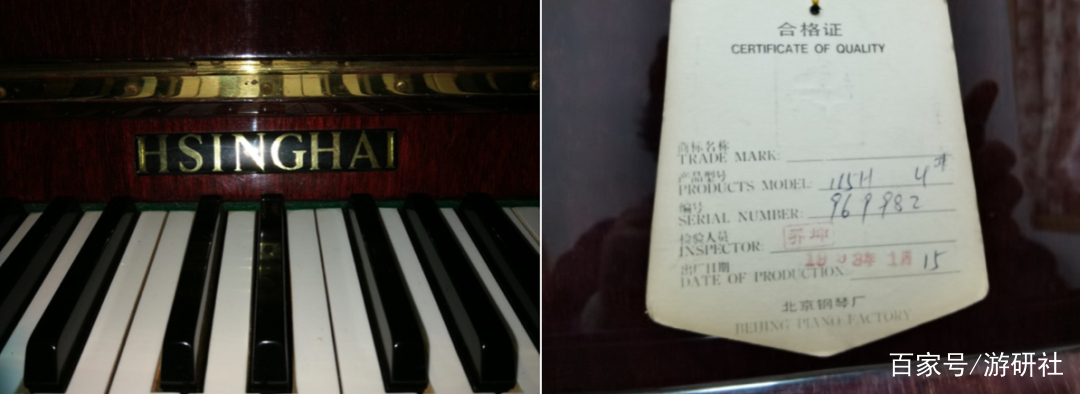 HSINGHAI
合格证
CERTIFICATE OF QUALITY
商标名称
TRADE MARK:
产品型号
PRODUCTS MODEL:
编号
SERIAL NUMBER: 969982
检验人员
INSPECTOR:
出厂日期
DATE OF PRODUCTION: 15
北京钢琴厂
BEIJING PIANO FACTORY
百家号/游研社